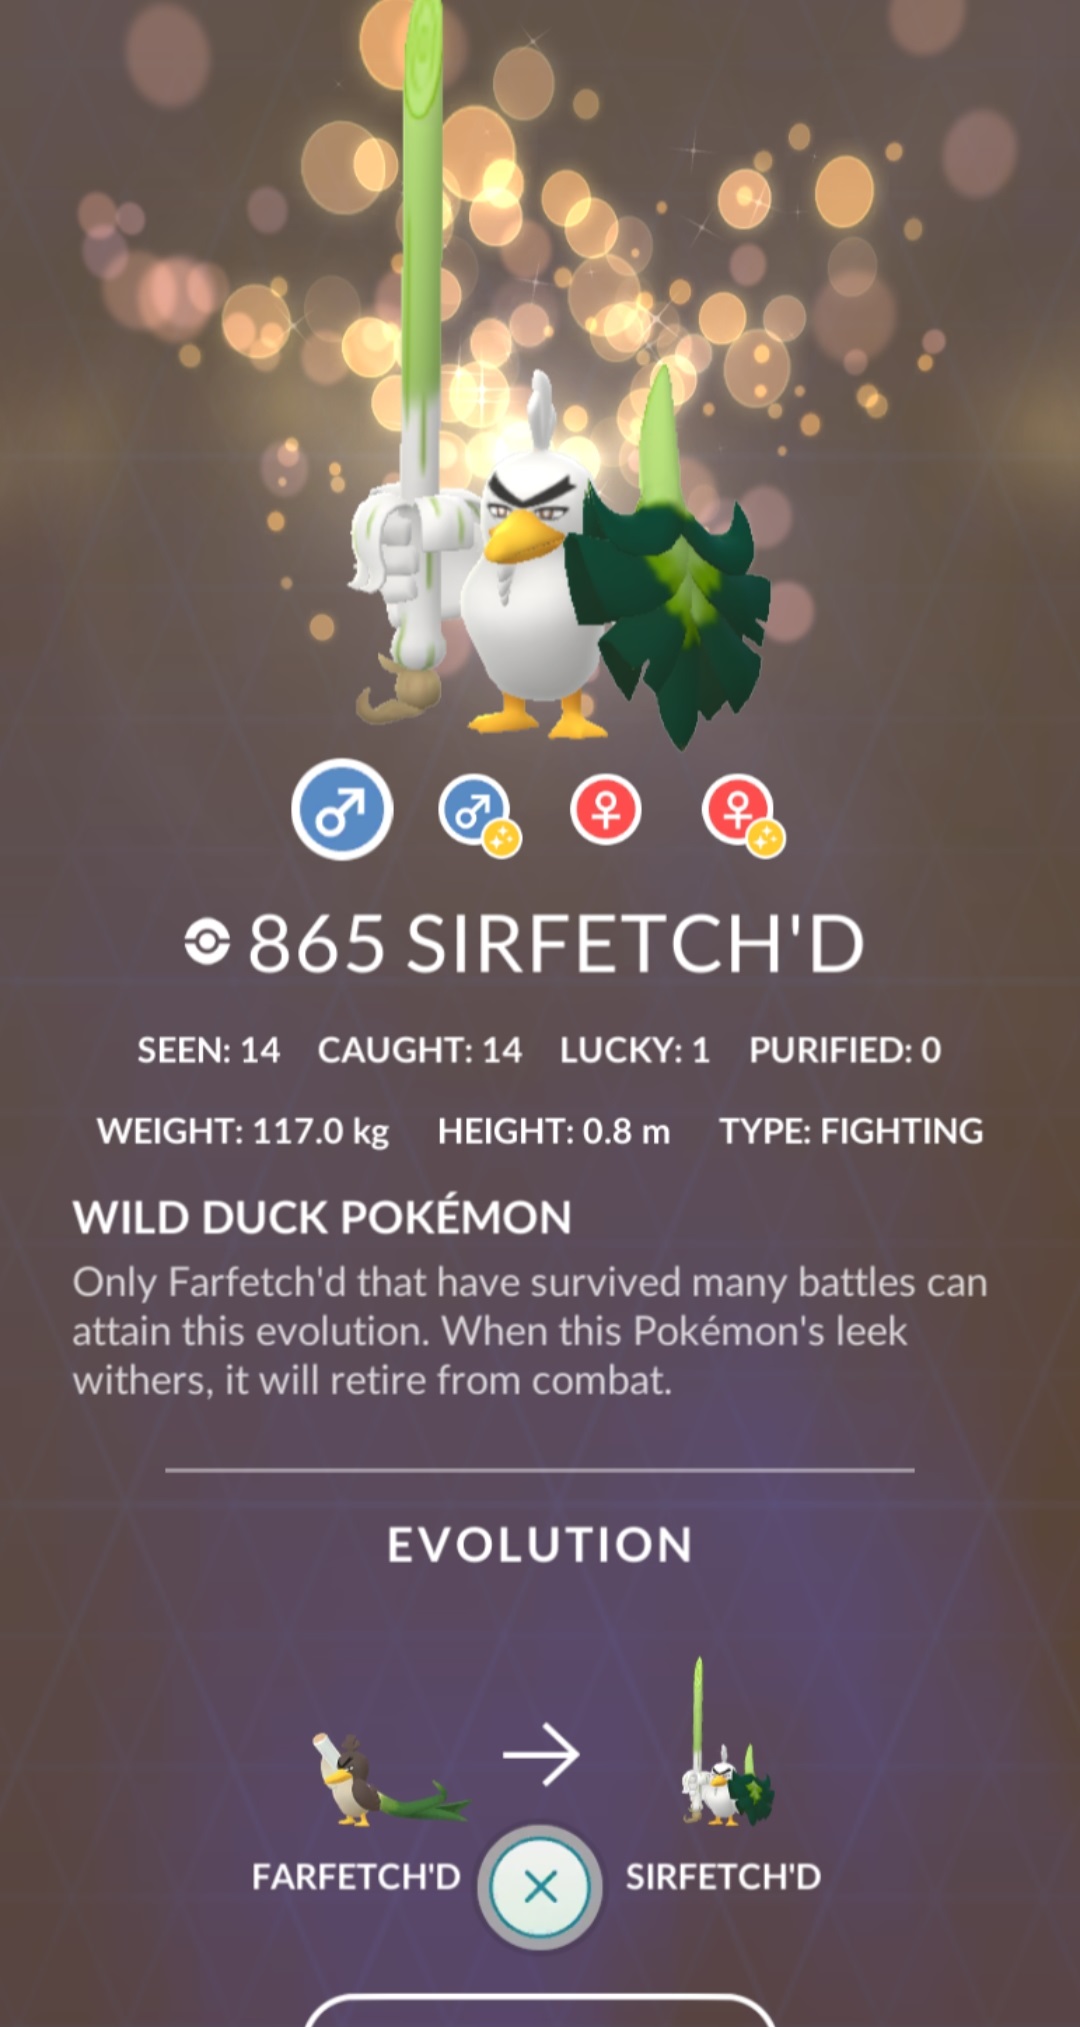 865 SIRFETCH'D
SEEN: 14 CAUGHT: 14 LUCKY: 1 PURIFIED: 0
WEIGHT: 117.0 kg HEIGHT: 0.8 m TYPE: FIGHTING
WILD DUCK POKÉMON
Only Farfetch'd that have survived many battles can
attain this evolution. When this Pokémon's leek
withers, it will retire from combat.
EVOLUTION
FARFETCH'D SIRFETCH'D